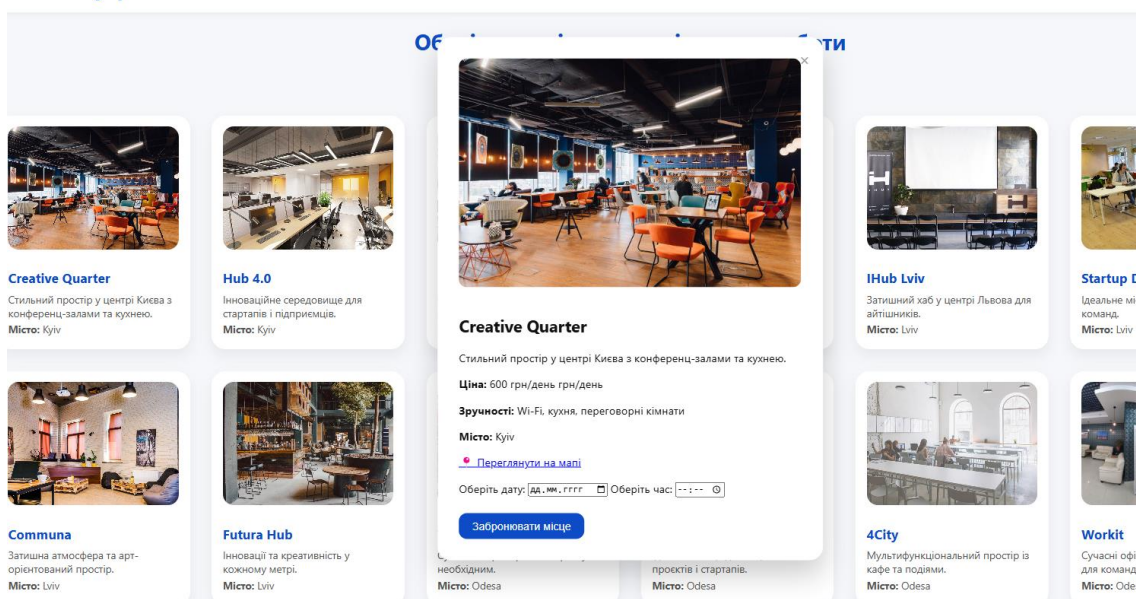 Creative Quarter
Стильний простір у центрі Києва з
конференц-залами та кухнею.
Місто: Kyiv
Hub 4.0
Інноваційне середовище для
стартапів і підприємців.
Місто: Kyiv
Creative Quarter
Стильний простір у центрі Києва з конференц-залами та кухнею.
Ціна: 600 грн/день грн/день
Зручності: Wi-Fi, кухня, переговорні кімнати
Місто: Kyiv
Переглянути на мапі
Оберіть дату: дд.мм.гггг Оберіть час: --:--
Забронювати місце
IHub Lviv
Затишний хаб у центрі Львова для
айтішників.
Місто: Lviv
Startup
Ідеальне
команд.
Місто: Lviv
Communa
Затишна атмосфера та арт-
орієнтований простір.
Місто: Lviv
Futura Hub
Інновації та креативність у
кожному метрі.
Місто: Lviv
необхідним.
Місто: Odesa
проєктів і стартапів.
Місто: Odesa
4City
Мультифункціональний простір із
кафе та подіями.
Місто: Odesa
Workit
Сучасні
для команд
Місто: